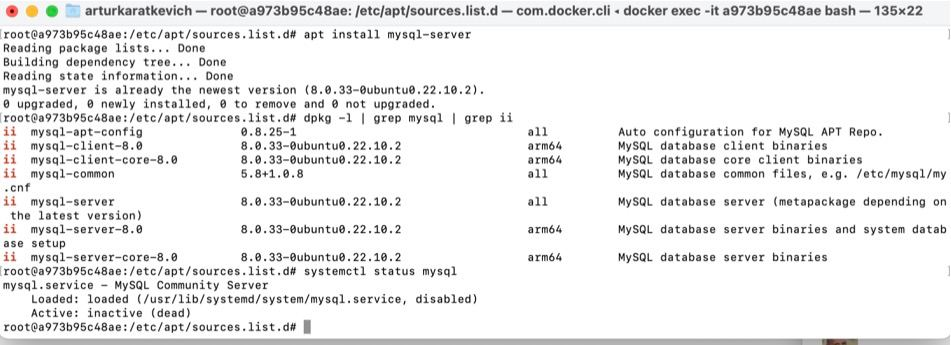 arturkaratkevich — root@a973b95c48ae: /etc/apt/sources.list.d — com.docker.cli ◂ docker exec -it a973b95c48ae bash — 135×22
[root@a973b95c48ae:/etc/apt/sources.list.d# apt install mysql-server
Reading package lists... Done
Building dependency tree... Done
Reading state information... Done
mysql-server is already the newest version (8.0.33-0ubuntu0.22.10.2).
0 upgraded, 0 newly installed, 0 to remove and 0 not upgraded.
[root@a973b95c48ae:/etc/apt/sources.list.d# dpkg -l | grep mysql | grep ii
ii  mysql-apt-config  0.8.25-1  all  Auto configuration for MySQL APT Repo.
ii  mysql-client-8.0  8.0.33-0ubuntu0.22.10.2  arm64  MySQL database client binaries
ii  mysql-client-core-8.0  8.0.33-0ubuntu0.22.10.2  arm64  MySQL database core client binaries
ii  mysql-common  5.8+1.0.8  all  MySQL database common files, e.g. /etc/mysql/my
.cnf
ii  mysql-server  8.0.33-0ubuntu0.22.10.2  all  MySQL database server (metapackage depending on
 the latest version)
ii  mysql-server-8.0  8.0.33-0ubuntu0.22.10.2  arm64  MySQL database server binaries and system datab
ase setup
ii  mysql-server-core-8.0  8.0.33-0ubuntu0.22.10.2  arm64  MySQL database server binaries
[root@a973b95c48ae:/etc/apt/sources.list.d# systemctl status mysql
mysql.service - MySQL Community Server
    Loaded: loaded (/usr/lib/systemd/system/mysql.service, disabled)
    Active: inactive (dead)
root@a973b95c48ae:/etc/apt/sources.list.d#